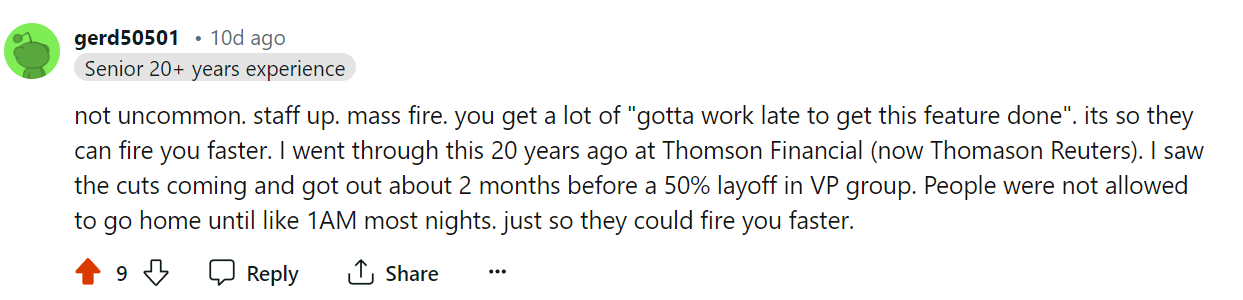 gerd50501 • 10d ago
Senior 20+ years experience
not uncommon. staff up. mass fire. you get a lot of "gotta work late to get this feature done". its so they
can fire you faster. I went through this 20 years ago at Thomson Financial (now Thomason Reuters). I saw
the cuts coming and got out about 2 months before a 50% layoff in VP group. People were not allowed
to go home until like 1AM most nights. just so they could fire you faster.
9 Reply Share ...